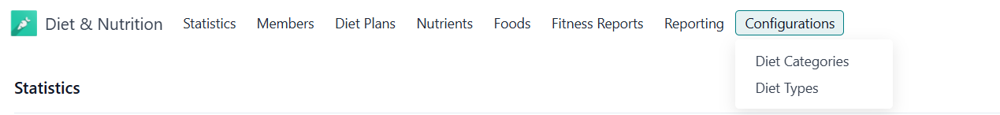 Diet & Nutrition Statistics Members Diet Plans Nutrients Foods Fitness Reports Reporting Configurations
Diet Categories
Diet Types
Statistics